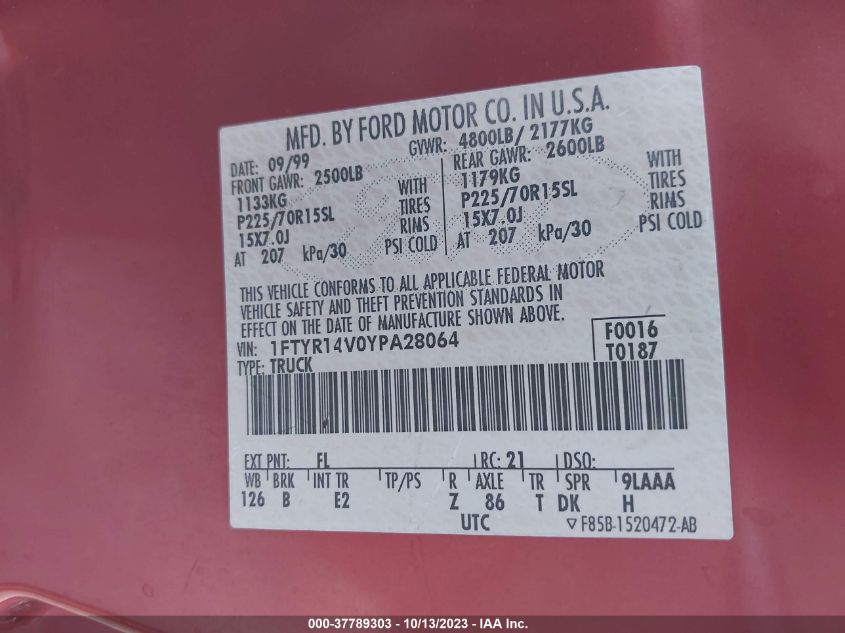 MFD. BY FORD MOTOR CO. IN U.S.A.
DATE: 09/99 GVWR: 4800LB/ 2177KG
FRONT GAWR: 2500LB REAR GAWR: 2600LB
1133KG WITH 1179KG WITH
P225/70R15SL TIRES P225/70R15SL TIRES
15X7.0J RIMS 15X7.0J RIMS
AT 207 kPa/30 PSI COLD AT 207 kPa/30 PSI COLD
THIS VEHICLE CONFORMS TO ALL APPLICABLE FEDERAL MOTOR
VEHICLE SAFETY AND THEFT PREVENTION STANDARDS IN
EFFECT ON THE DATE OF MANUFACTURE SHOWN ABOVE.
VIN: 1FTYR14V0YPA28064 F0016
TYPE: TRUCK T0187
EXT PNT: FL RC: 21 DSO:
WB BRK INT TR TP/PS R AXLE TR SPR 9LAAA
126 B E2 Z 86 T DK H
UTC ▽ F85B-1520472-AB
000-37789303 | 10/13/2023 - IAA Inc.